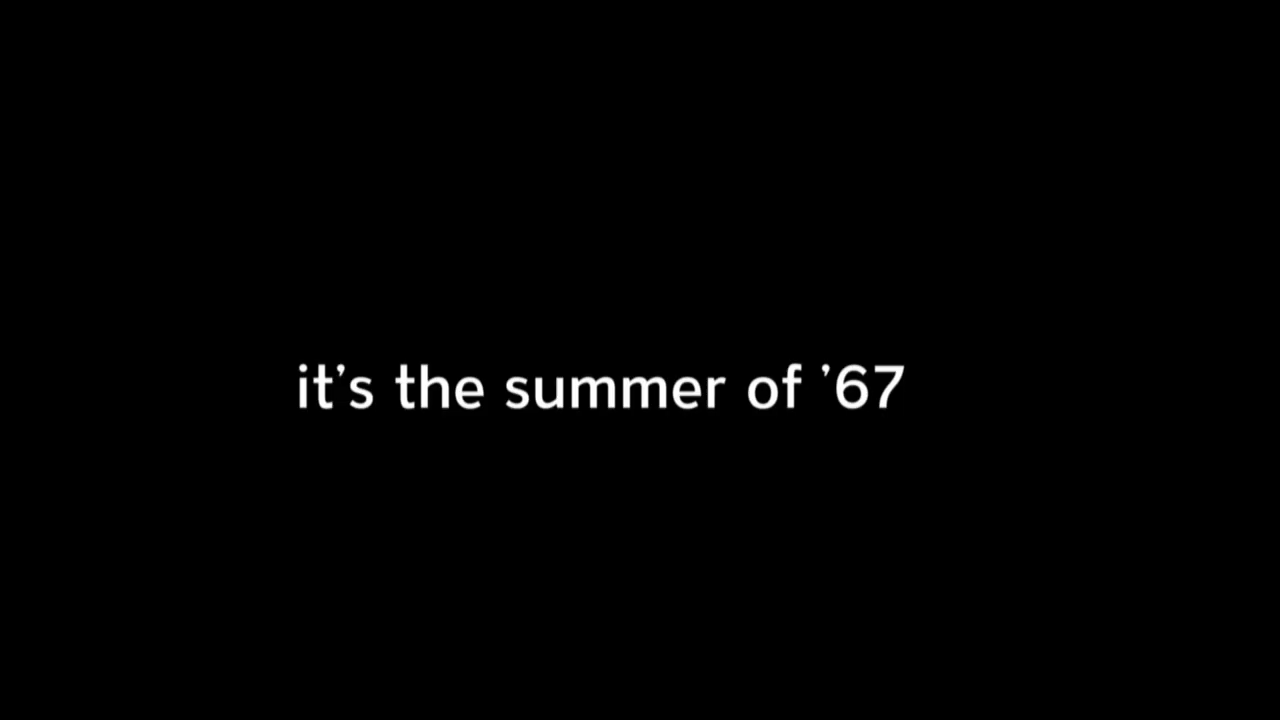 it’s the summer of ’67